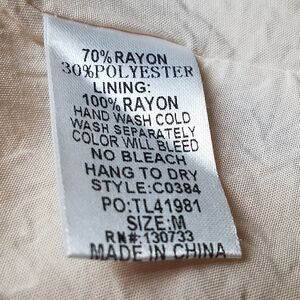 70% RAYON
30%POLYESTER
LINING:
100% RAYON
HAND WASH COLD
WASH SEPARATELY
COLOR WILL BLEED
NO BLEACH
HANG TO DRY
STYLE:C0384
PO:TL41981
SIZE:M
RN#:130733
MADE IN CHINA